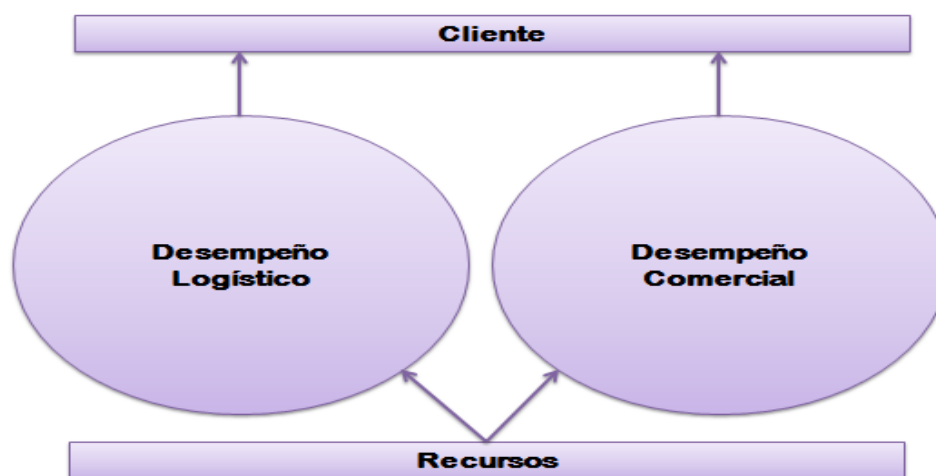 Cliente
Desempeño
Logístico
Desempeño
Comercial
Recursos